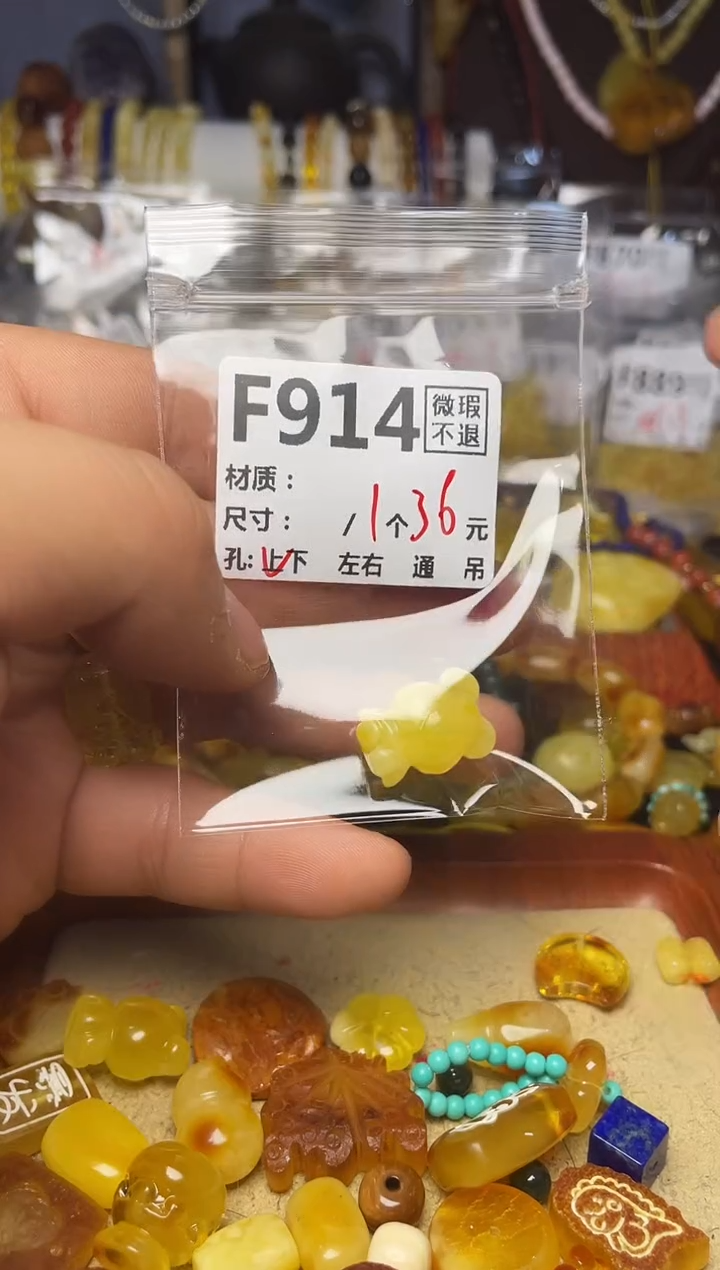 F914 微瑕
不退
材质：
尺寸： / 1个 36元
孔: 上下 左右 通 吊